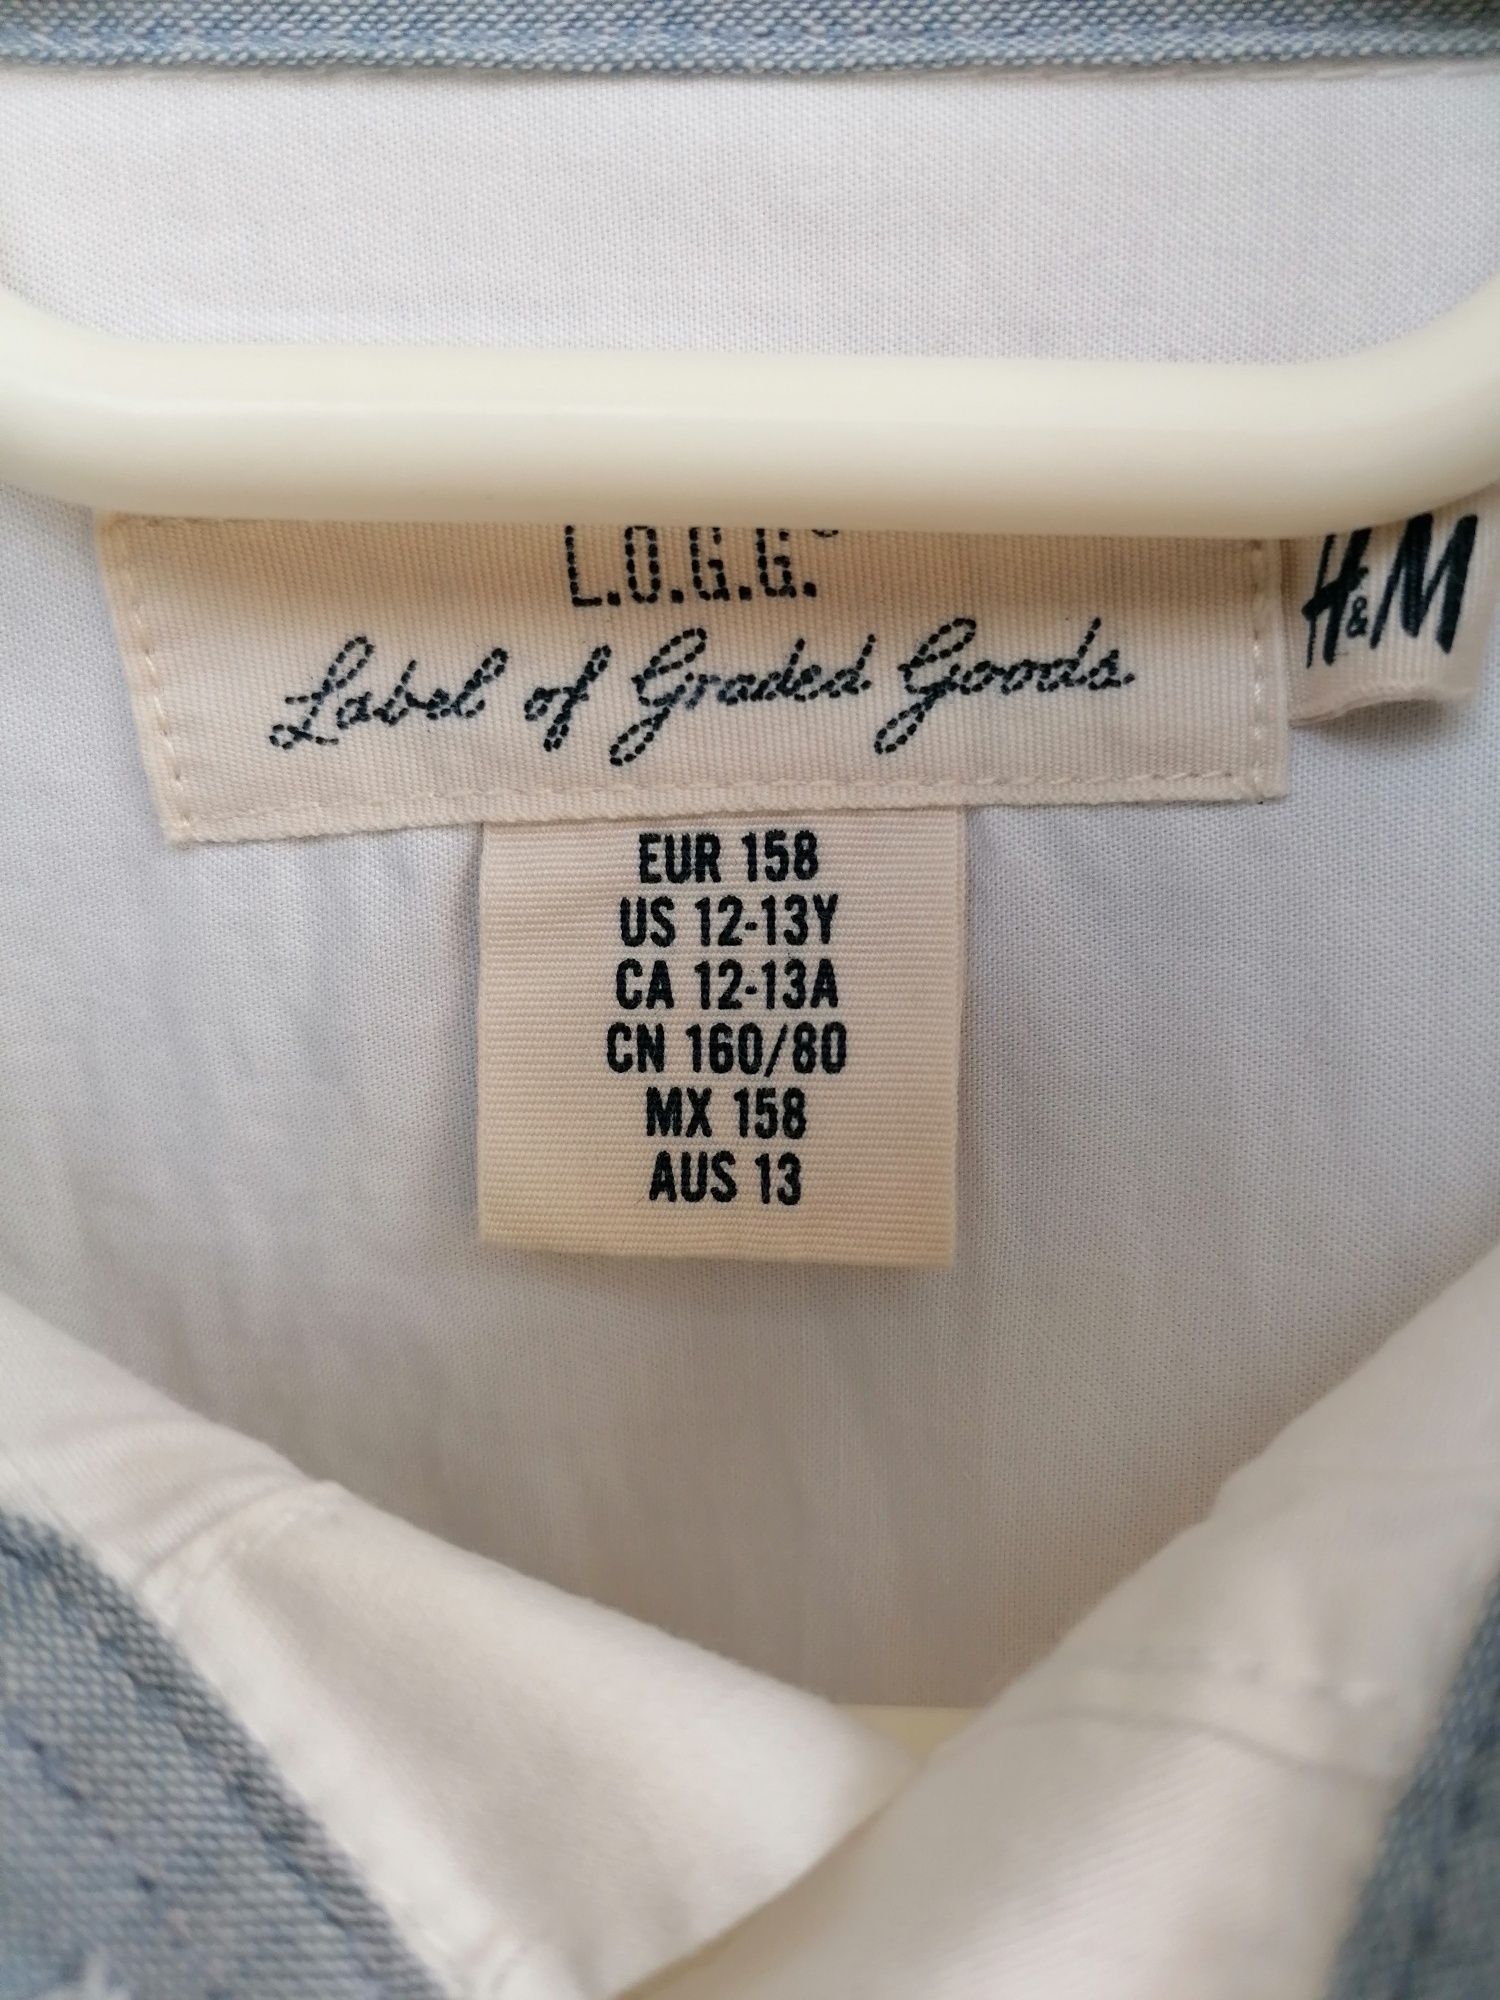 L.O.G.G.
H&M
Label of Graded Goods
EUR 158
US 12-13Y
CA 12-13A
CN 160/80
MX 158
AUS 13